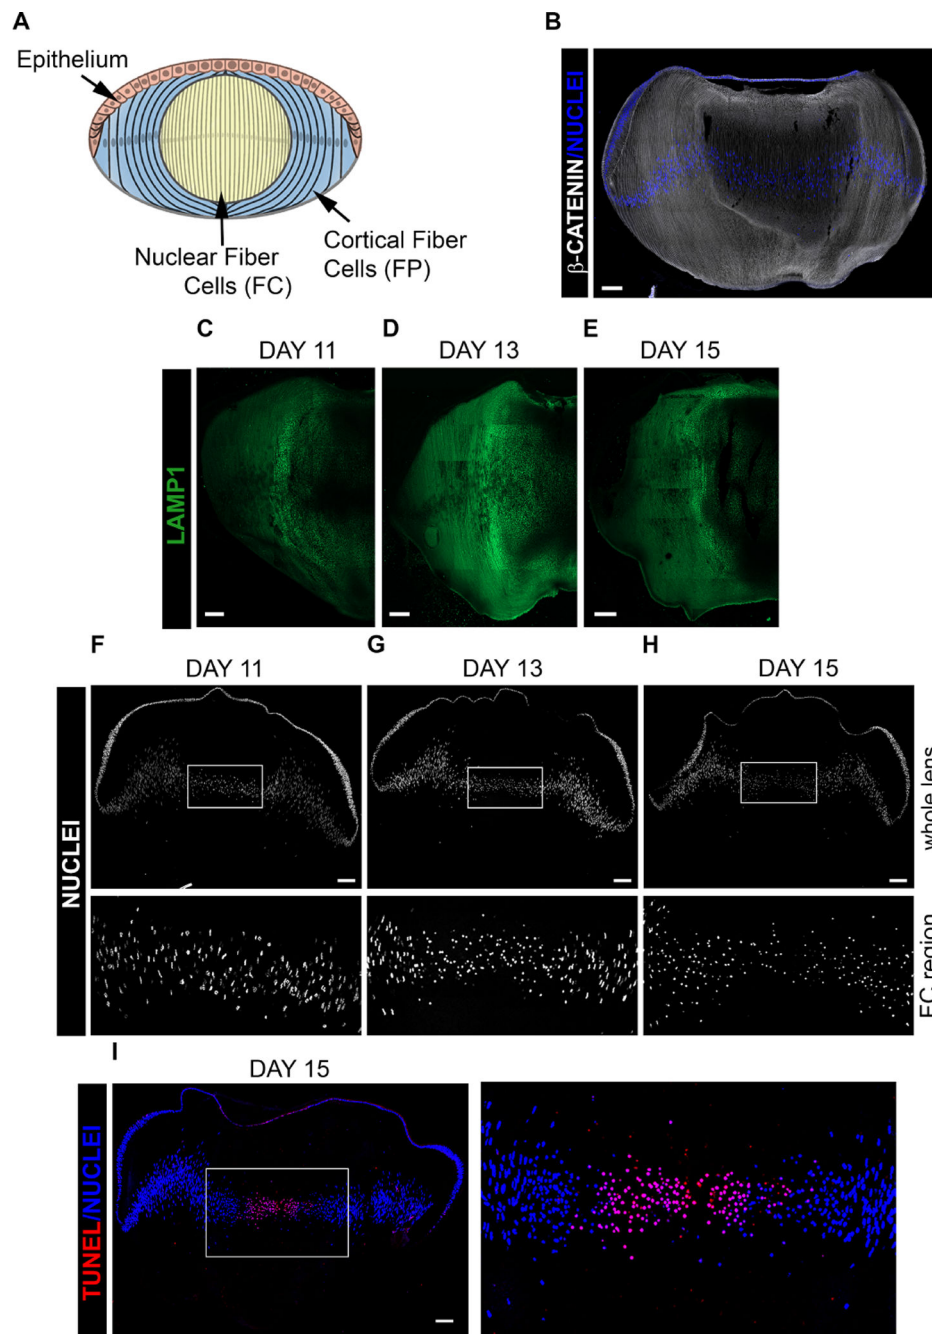 A
Epithelium
Nuclear Fiber
Cells (FC)
Cortical Fiber
Cells (FP)
B
β-CATENIN/NUCLEI
C
DAY 11
D
DAY 13
E
DAY 15
LAMP1
F
DAY 11
G
DAY 13
H
DAY 15
NUCLEI
whole lens
FC region
I
DAY 15
TUNEL/NUCLEI